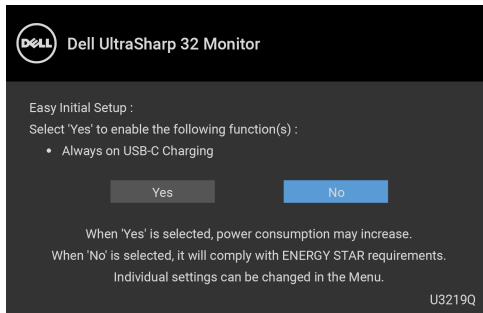 DELL Dell UltraSharp 32 Monitor
Easy Initial Setup :
Select 'Yes' to enable the following function(s) :
• Always on USB-C Charging
Yes No
When 'Yes' is selected, power consumption may increase.
When 'No' is selected, it will comply with ENERGY STAR requirements.
Individual settings can be changed in the Menu.
U3219Q